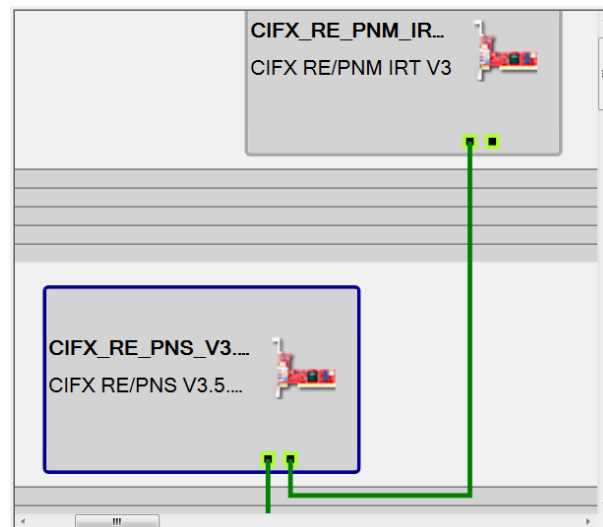 CIFX_RE_PNM_IR...
CIFX RE/PNM IRT V3
CIFX_RE_PNS_V3....
CIFX RE/PNS V3.5....